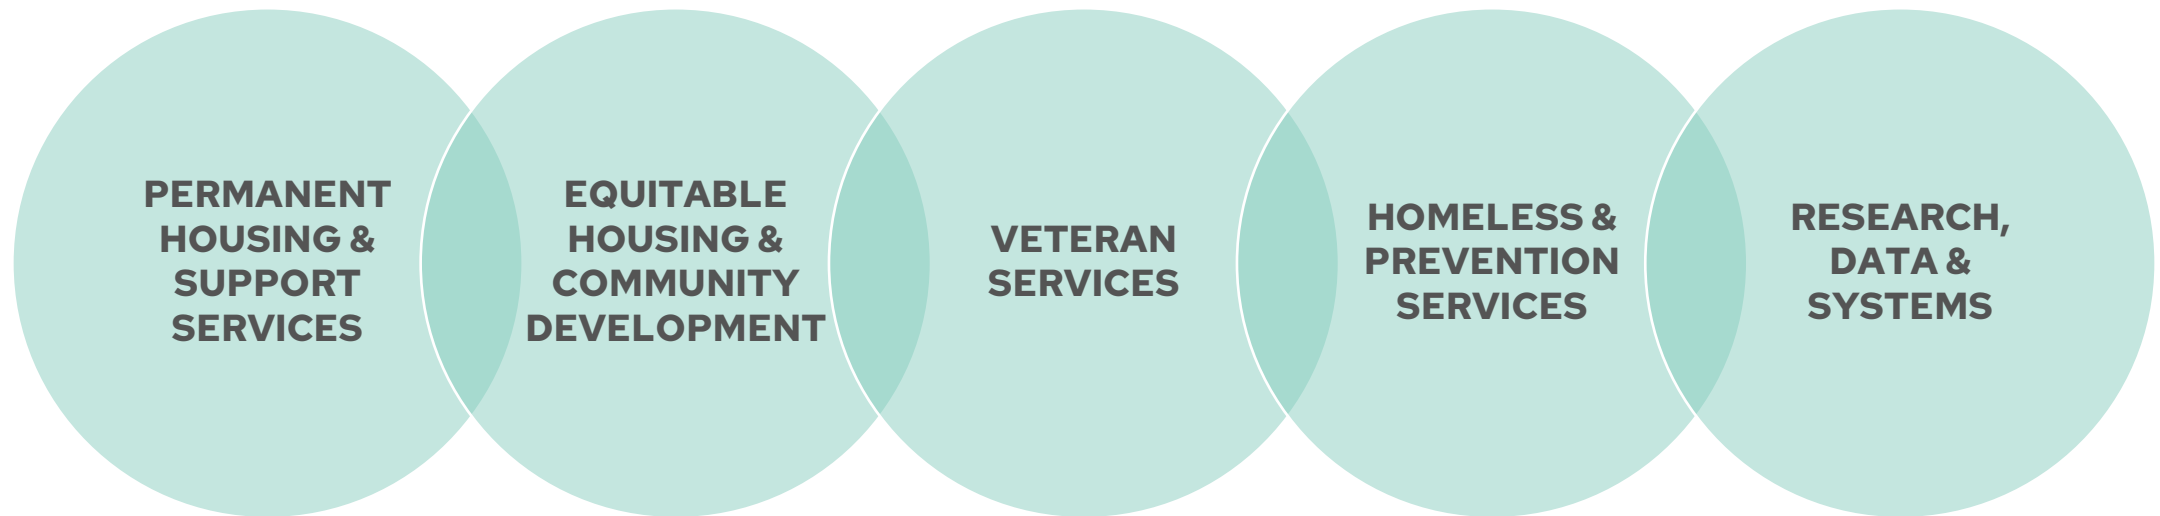 PERMANENT
HOUSING &
SUPPORT
SERVICES
EQUITABLE
HOUSING &
COMMUNITY
DEVELOPMENT
VETERAN
SERVICES
HOMELESS &
PREVENTION
SERVICES
RESEARCH,
DATA &
SYSTEMS